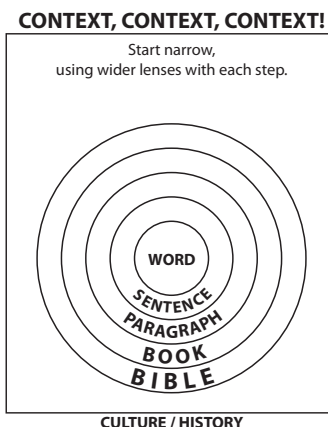 CONTEXT, CONTEXT, CONTEXT!
Start narrow,
using wider lenses with each step.
WORD
SENTENCE
PARAGRAPH
BOOK
BIBLE
CULTURE / HISTORY